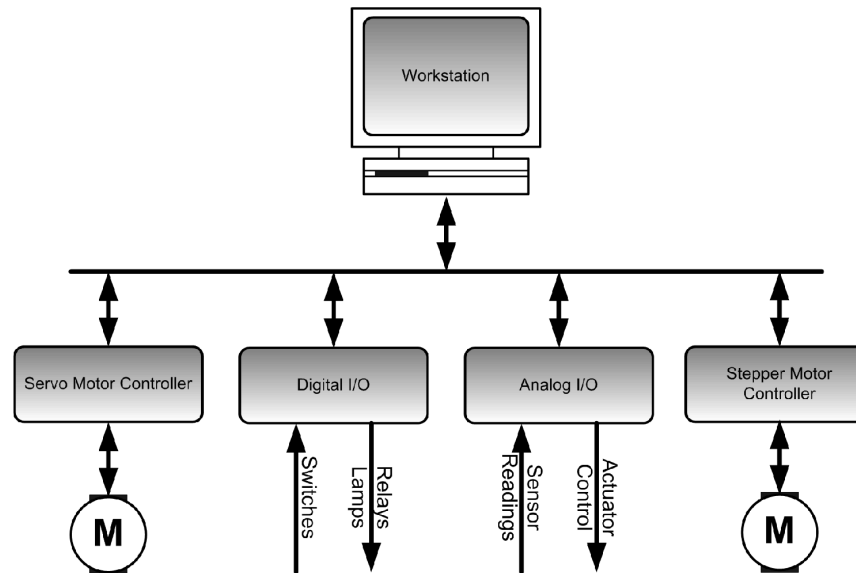 Workstation
Servo Motor Controller
Digital I/O
Analog I/O
Stepper Motor
Controller
Switches
Relays
Lamps
Sensor
Readings
Actuator
Control
M
M